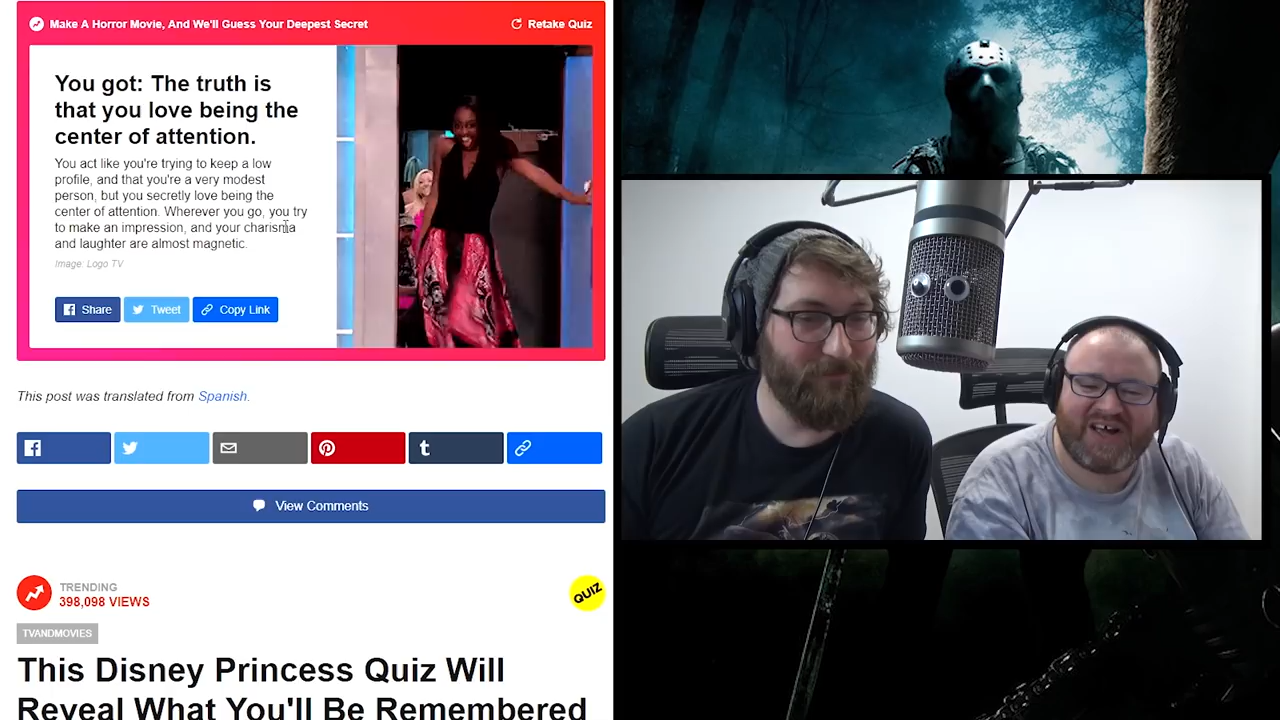 Make A Horror Movie, And We'll Guess Your Deepest Secret
Retake Quiz
You got: The truth is
that you love being the
center of attention.
You act like you're trying to keep a low
profile, and that you're a very modest
person, but you secretly love being the
center of attention. Wherever you go, you try
to make an impression, and your charisma
and laughter are almost magnetic.
Image: Logo TV
Share
Tweet
Copy Link
This post was translated from Spanish.
View Comments
TRENDING
398,098 VIEWS
QUIZ
TVANDMOVIES
This Disney Princess Quiz Will
Reveal What You'll Be Remembered